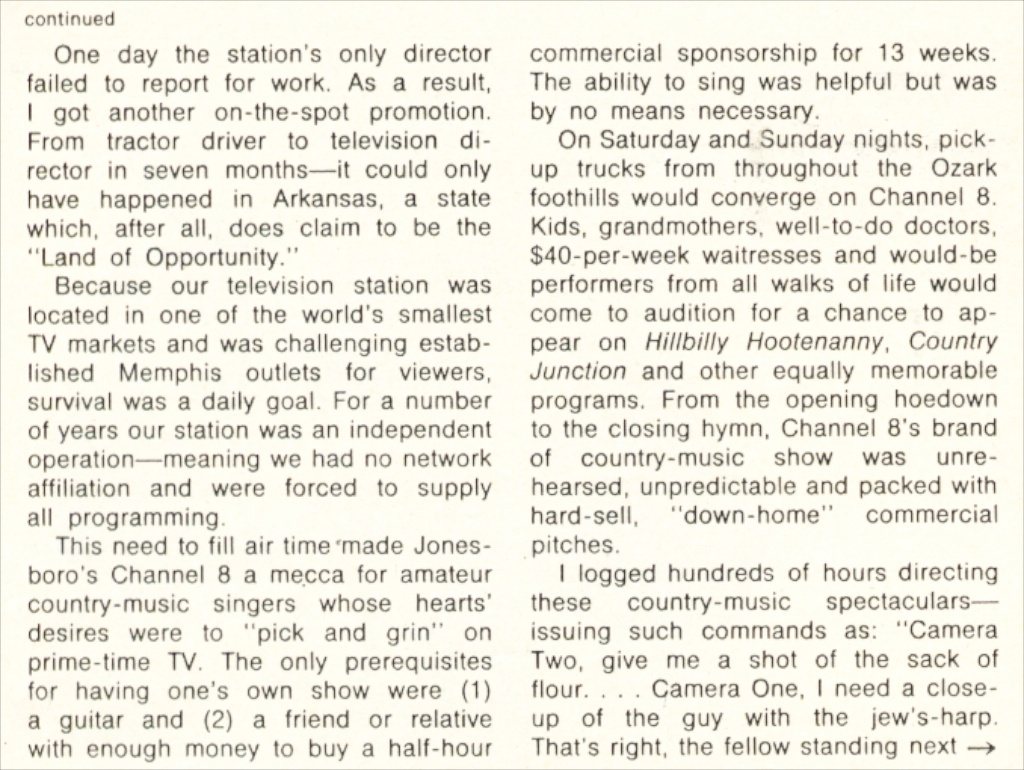 continued
One day the station's only director
failed to report for work. As a result,
I got another on-the-spot promotion.
From tractor driver to television di-
rector in seven months—it could only
have happened in Arkansas, a state
which, after all, does claim to be the
"Land of Opportunity."
Because our television station was
located in one of the world's smallest
TV markets and was challenging estab-
lished Memphis outlets for viewers,
survival was a daily goal. For a number
of years our station was an independent
operation—meaning we had no network
affiliation and were forced to supply
all programming.
This need to fill air time made Jones-
boro's Channel 8 a mecca for amateur
country-music singers whose hearts'
desires were to "pick and grin" on
prime-time TV. The only prerequisites
for having one's own show were (1)
a guitar and (2) a friend or relative
with enough money to buy a half-hour
commercial sponsorship for 13 weeks.
The ability to sing was helpful but was
by no means necessary.
On Saturday and Sunday nights, pick-
up trucks from throughout the Ozark
foothills would converge on Channel 8.
Kids, grandmothers, well-to-do doctors,
$40-per-week waitresses and would-be
performers from all walks of life would
come to audition for a chance to ap-
pear on Hillbilly Hootenanny, Country
Junction and other equally memorable
programs. From the opening hoedown
to the closing hymn, Channel 8's brand
of country-music show was unre-
hearsed, unpredictable and packed with
hard-sell, "down-home" commercial
pitches.
I logged hundreds of hours directing
these country-music spectaculars—
issuing such commands as: "Camera
Two, give me a shot of the sack of
flour. . . . Camera One, I need a close-
up of the guy with the jew's-harp.
That's right, the fellow standing next →